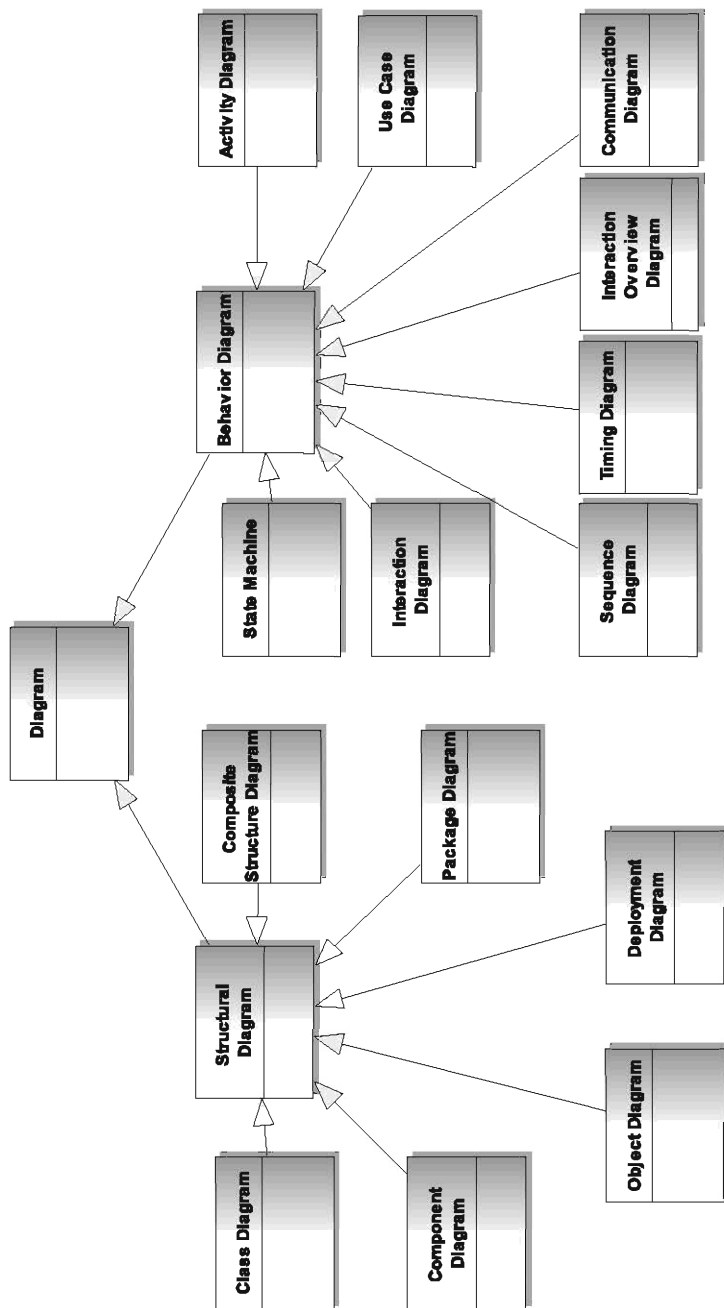 Diagram
Structural
Diagram
Behavior Diagram
Class Diagram
Composite
Structure Diagram
State Machine
Activity Diagram
Component
Diagram
Package Diagram
Interaction
Diagram
Use Case
Diagram
Object Diagram
Deployment
Diagram
Sequence
Diagram
Timing Diagram
Interaction
Overview
Diagram
Communication
Diagram